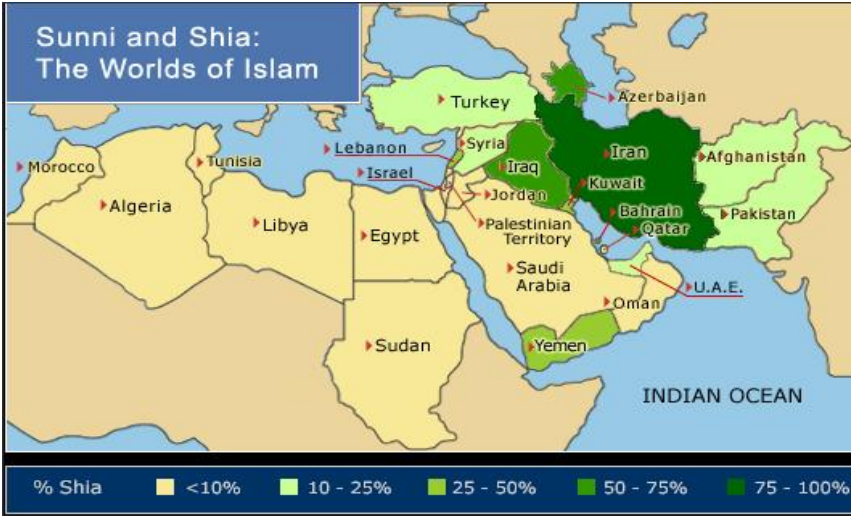 Sunni and Shia:
The Worlds of Islam
Turkey
Azerbaijan
Lebanon
Syria
Iran
Afghanistan
Morocco
Tunisia
Israel
Iraq
Kuwait
Jordan
Algeria
Libya
Egypt
Palestinian
Territory
Bahrain
Qatar
Pakistan
Saudi
Arabia
U.A.E.
Oman
Sudan
Yemen
INDIAN OCEAN
% Shia <10% 10 - 25% 25 - 50% 50 - 75% 75 - 100%